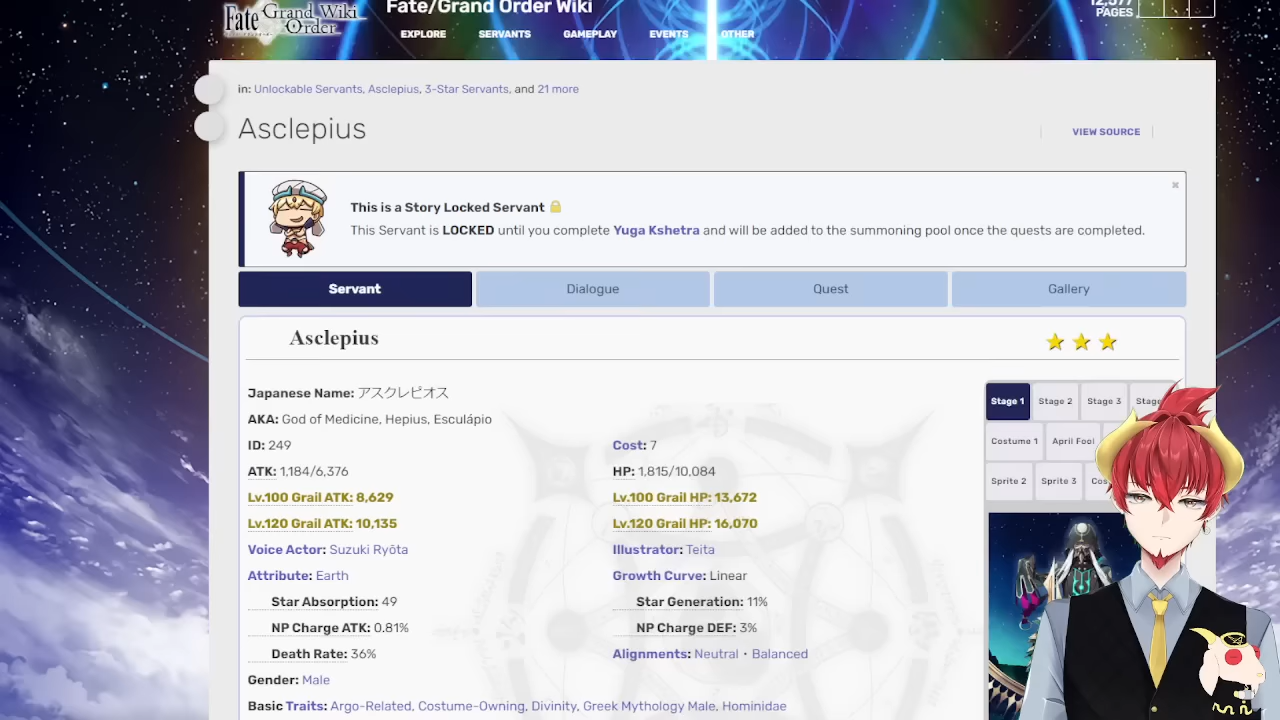 Fate Grand Order Wiki
Fate/Grand Order Wiki
12,577 PAGES
EXPLORE SERVANTS GAMEPLAY EVENTS OTHER
in: Unlockable Servants, Asclepius, 3-Star Servants, and 21 more
Asclepius
VIEW SOURCE
This is a Story Locked Servant
This Servant is LOCKED until you complete Yuga Kshetra and will be added to the summoning pool once the quests are completed.
Servant Dialogue Quest Gallery
Asclepius
Japanese Name: アスクレピオス
AKA: God of Medicine, Hepius, Esculápio
ID: 249 Cost: 7
ATK: 1,184/6,376 HP: 1,815/10,084
Lv.100 Grail ATK: 8,629 Lv.100 Grail HP: 13,672
Lv.120 Grail ATK: 10,135 Lv.120 Grail HP: 16,070
Voice Actor: Suzuki Ryōta Illustrator: Teita
Attribute: Earth Growth Curve: Linear
Star Absorption: 49 Star Generation: 11%
NP Charge ATK: 0.81% NP Charge DEF: 3%
Death Rate: 36% Alignments: Neutral・Balanced
Gender: Male
Basic Traits: Argo-Related, Costume-Owning, Divinity, Greek Mythology Male, Hominidae
Stage 1 Stage 2 Stage 3 Stage
Costume 1 April Fool
Sprite 2 Sprite 3